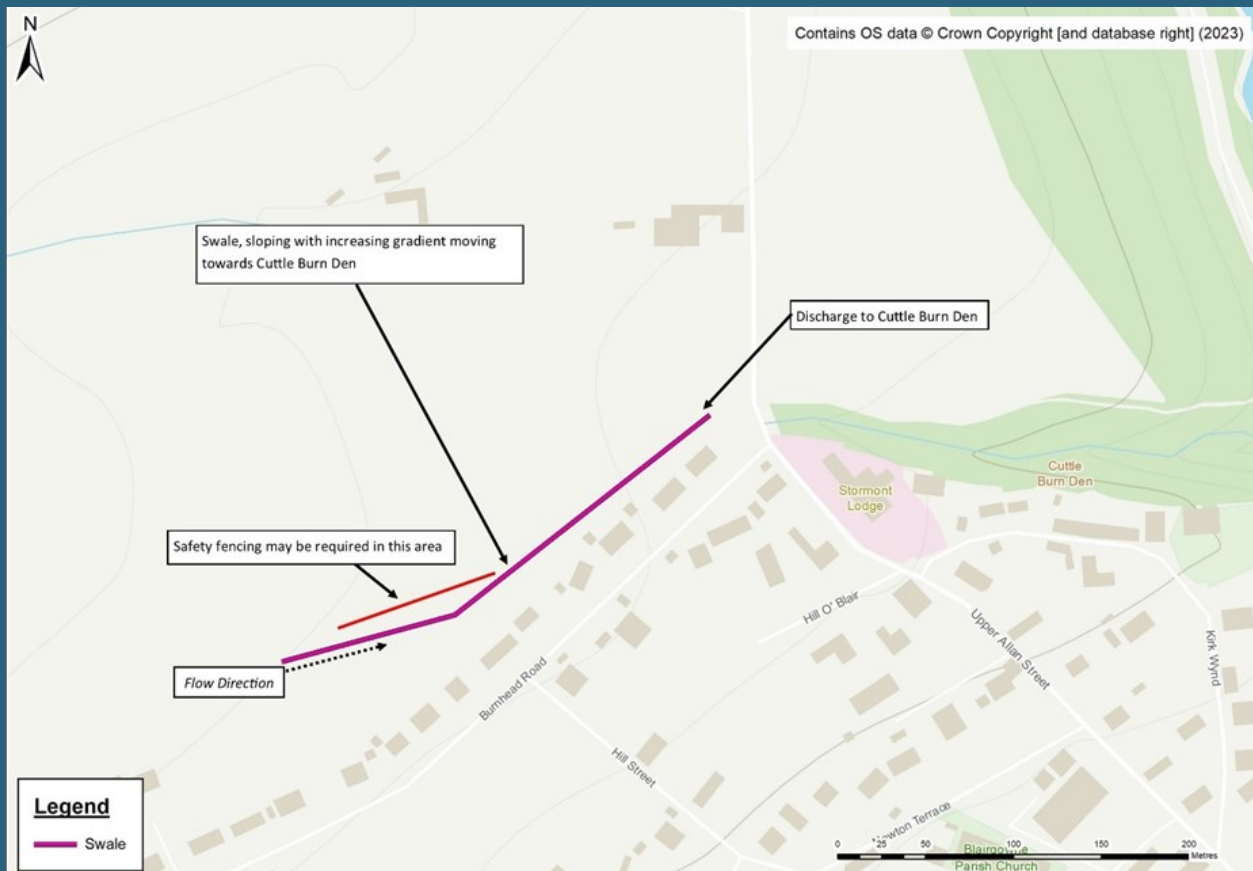 N
Contains OS data © Crown Copyright [and database right] (2023)
Swale, sloping with increasing gradient moving
towards Cuttle Burn Den
Discharge to Cuttle Burn Den
Cuttle
Burn Den
Stormont
Lodge
Safety fencing may be required in this area
Hill O' Blair
Upper Allan Street
Kirk Wynd
Flow Direction
Burnhead Road
Hill Street
Newton Terrace
Blairgowrie
Parish Church
Legend
Swale
0 25 50 100 150 200
Metres